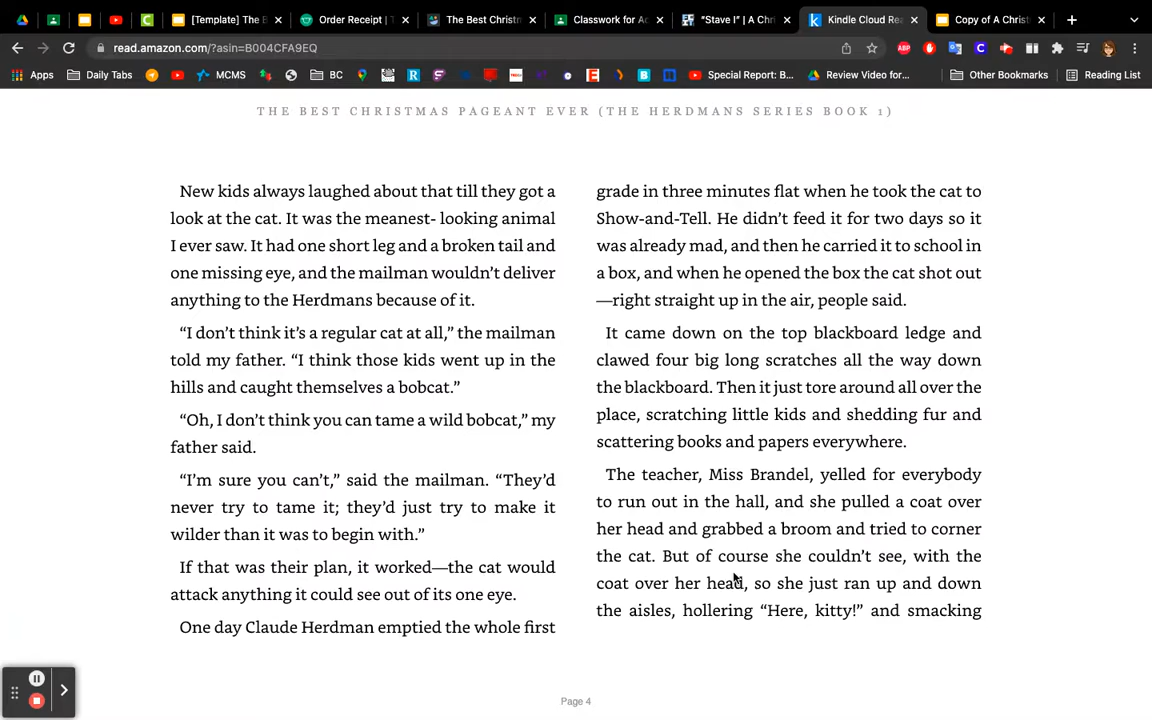 [Template] The B
Order Receipt | T
The Best Christm
Classwork for Ac
"Stave I" | A Chri
Kindle Cloud Rea
Copy of A Christ
read.amazon.com/?asin=B004CFA9EQ
Apps
Daily Tabs
MCMS
BC
Special Report: B...
Review Video for...
Other Bookmarks
Reading List
THE BEST CHRISTMAS PAGEANT EVER (THE HERDMANS SERIES BOOK 1)
New kids always laughed about that till they got a
look at the cat. It was the meanest- looking animal
I ever saw. It had one short leg and a broken tail and
one missing eye, and the mailman wouldn't deliver
anything to the Herdmans because of it.
"I don't think it's a regular cat at all," the mailman
told my father. "I think those kids went up in the
hills and caught themselves a bobcat."
"Oh, I don't think you can tame a wild bobcat," my
father said.
"I'm sure you can't," said the mailman. "They'd
never try to tame it; they'd just try to make it
wilder than it was to begin with."
If that was their plan, it worked—the cat would
attack anything it could see out of its one eye.
One day Claude Herdman emptied the whole first
grade in three minutes flat when he took the cat to
Show-and-Tell. He didn't feed it for two days so it
was already mad, and then he carried it to school in
a box, and when he opened the box the cat shot out
—right straight up in the air, people said.
It came down on the top blackboard ledge and
clawed four big long scratches all the way down
the blackboard. Then it just tore around all over the
place, scratching little kids and shedding fur and
scattering books and papers everywhere.
The teacher, Miss Brandel, yelled for everybody
to run out in the hall, and she pulled a coat over
her head and grabbed a broom and tried to corner
the cat. But of course she couldn't see, with the
coat over her head, so she just ran up and down
the aisles, hollering "Here, kitty!" and smacking
Page 4